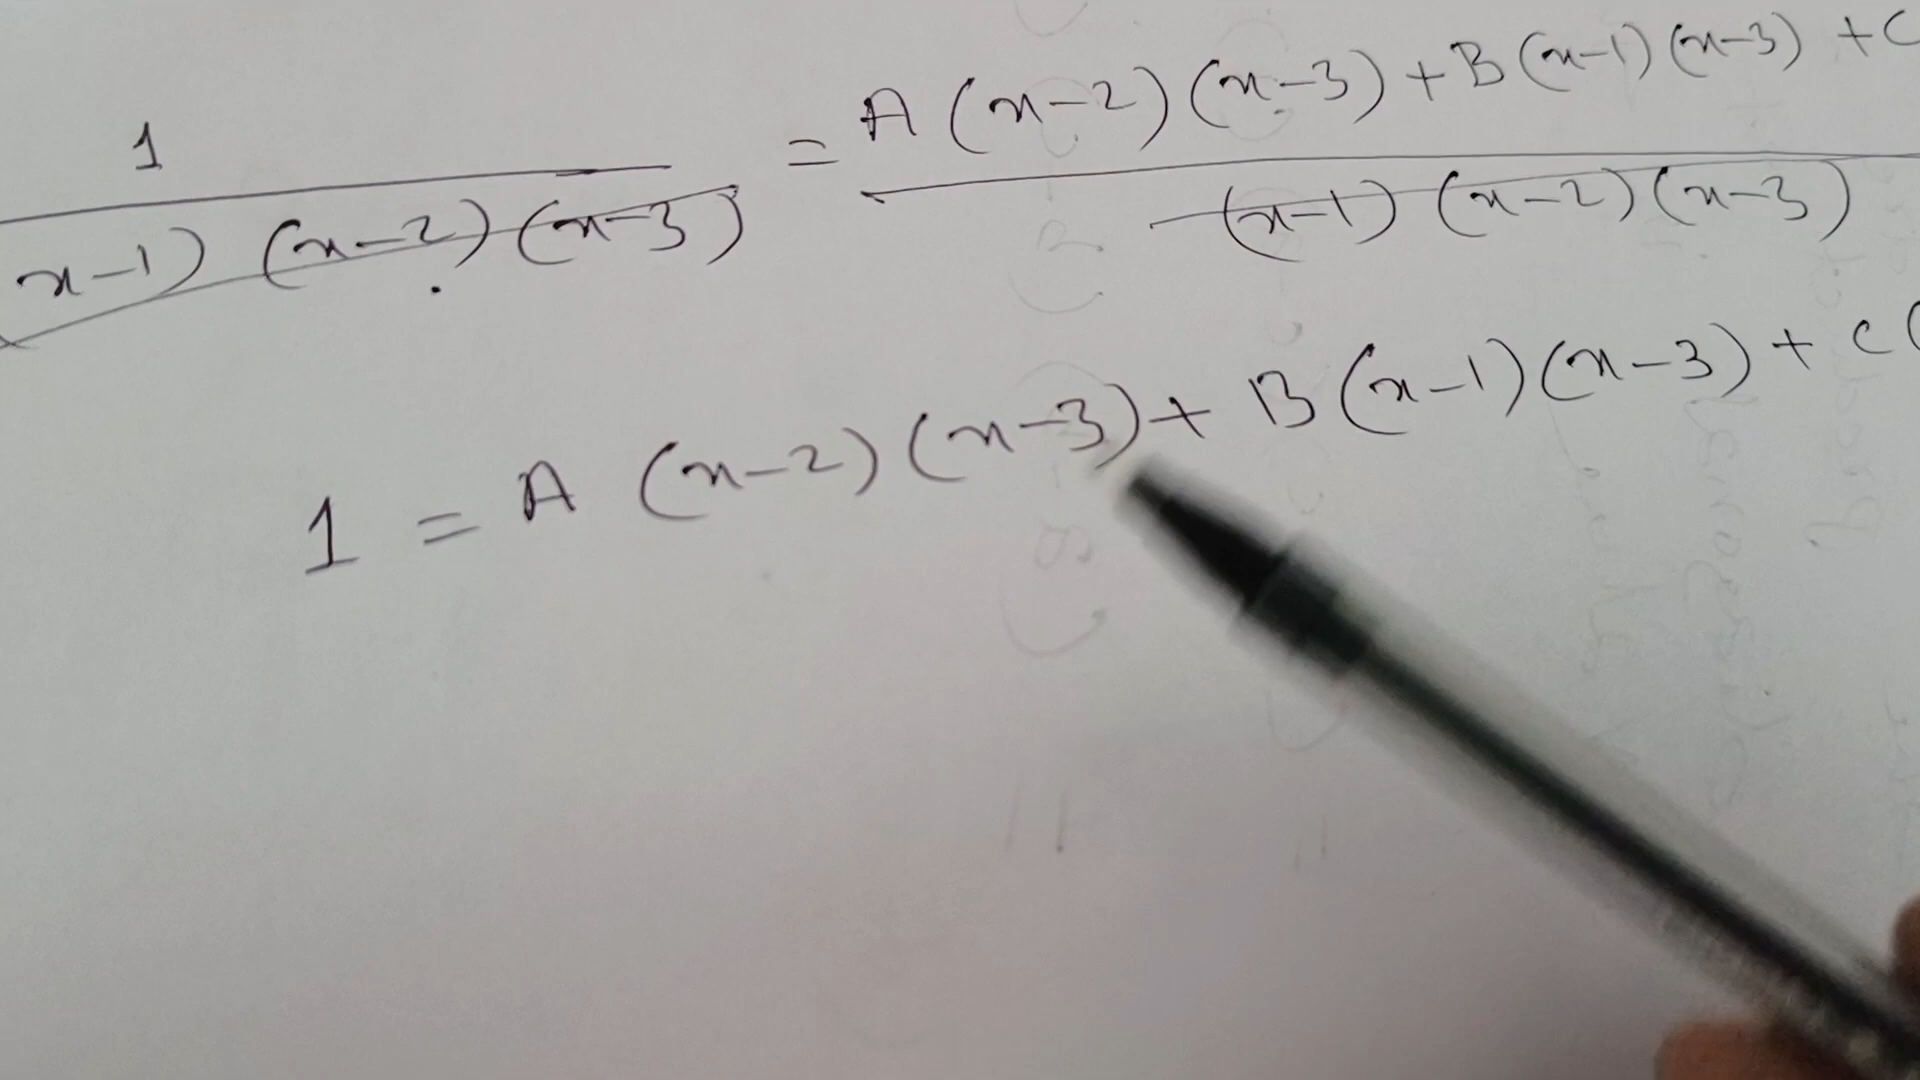 1 = A (x-2) (x-3) + B (x-1) (x-3) + C
x-1) (x-2) (x-3) (x-1) (x-2) (x-3)
1 = A (x-2) (x-3) + B (x-1) (x-3) + C (